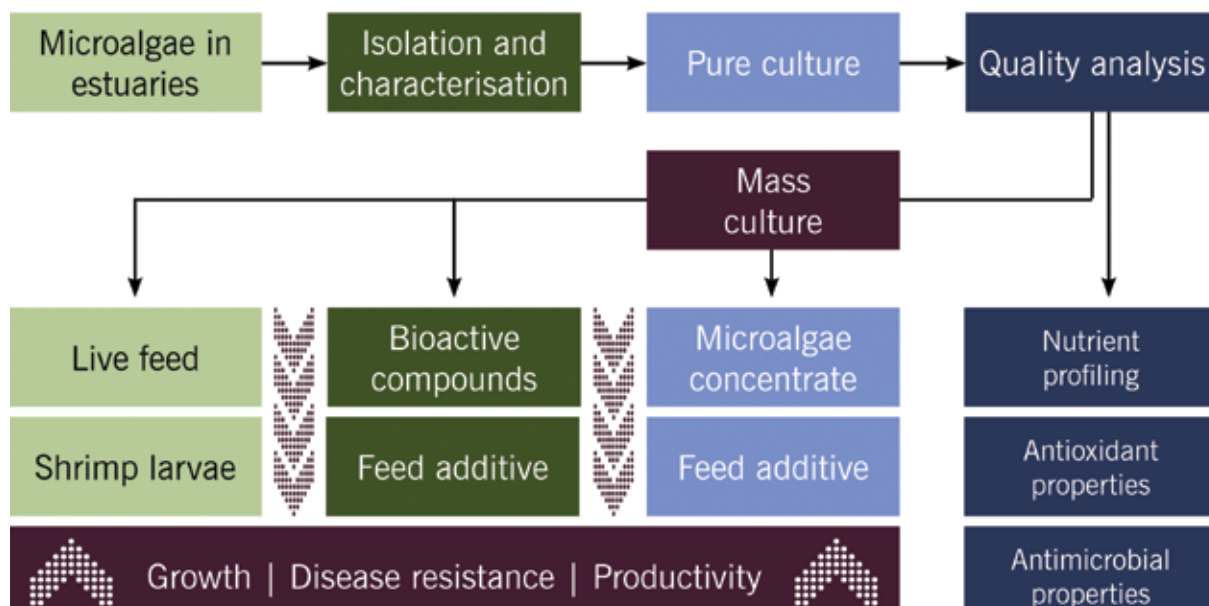 Microalgae in
estuaries
Isolation and
characterisation
Pure culture
Quality analysis
Mass
culture
Live feed
Bioactive
compounds
Microalgae
concentrate
Nutrient
profiling
Shrimp larvae
Feed additive
Feed additive
Antioxidant
properties
Growth | Disease resistance | Productivity
Antimicrobial
properties